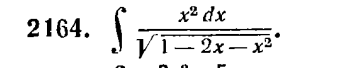 2164. ∫ x² dx / √(1 — 2x — x²).